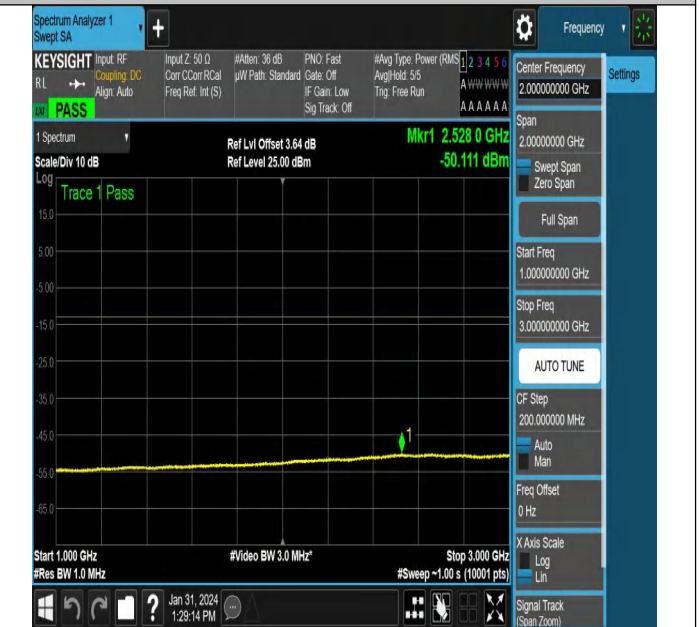 Spectrum Analyzer 1
Swept SA
Frequency
KEYSIGHT
RL
PASS
Input: RF
Coupling: DC
Align: Auto
Input Z: 50 Ω
Corr CCorr RCal
Freq Ref: Int (S)
#Atten: 36 dB
µW Path: Standard
PNO: Fast
Gate: Off
IF Gain: Low
Sig Track: Off
#Avg Type: Power (RMS
Avg|Hold: 5/5
Trig: Free Run
1 2 3 4 5 6
A W W W W W
A A A A A A
1 Spectrum
Scale/Div 10 dB
Log
Ref Lvl Offset 3.64 dB
Ref Level 25.00 dBm
Mkr1 2.528 0 GHz
-50.111 dBm
Trace 1 Pass
15.0
5.00
-5.00
-15.0
-25.0
-35.0
-45.0
-55.0
-65.0
1
Start 1.000 GHz
#Res BW 1.0 MHz
#Video BW 3.0 MHz*
Stop 3.000 GHz
#Sweep ~1.00 s (10001 pts)
?
Jan 31, 2024
1:29:14 PM
Center Frequency
2.000000000 GHz
Span
2.00000000 GHz
Swept Span
Zero Span
Full Span
Start Freq
1.000000000 GHz
Stop Freq
3.000000000 GHz
AUTO TUNE
CF Step
200.000000 MHz
Auto
Man
Freq Offset
0 Hz
X Axis Scale
Log
Lin
Signal Track
(Span Zoom)
Settings